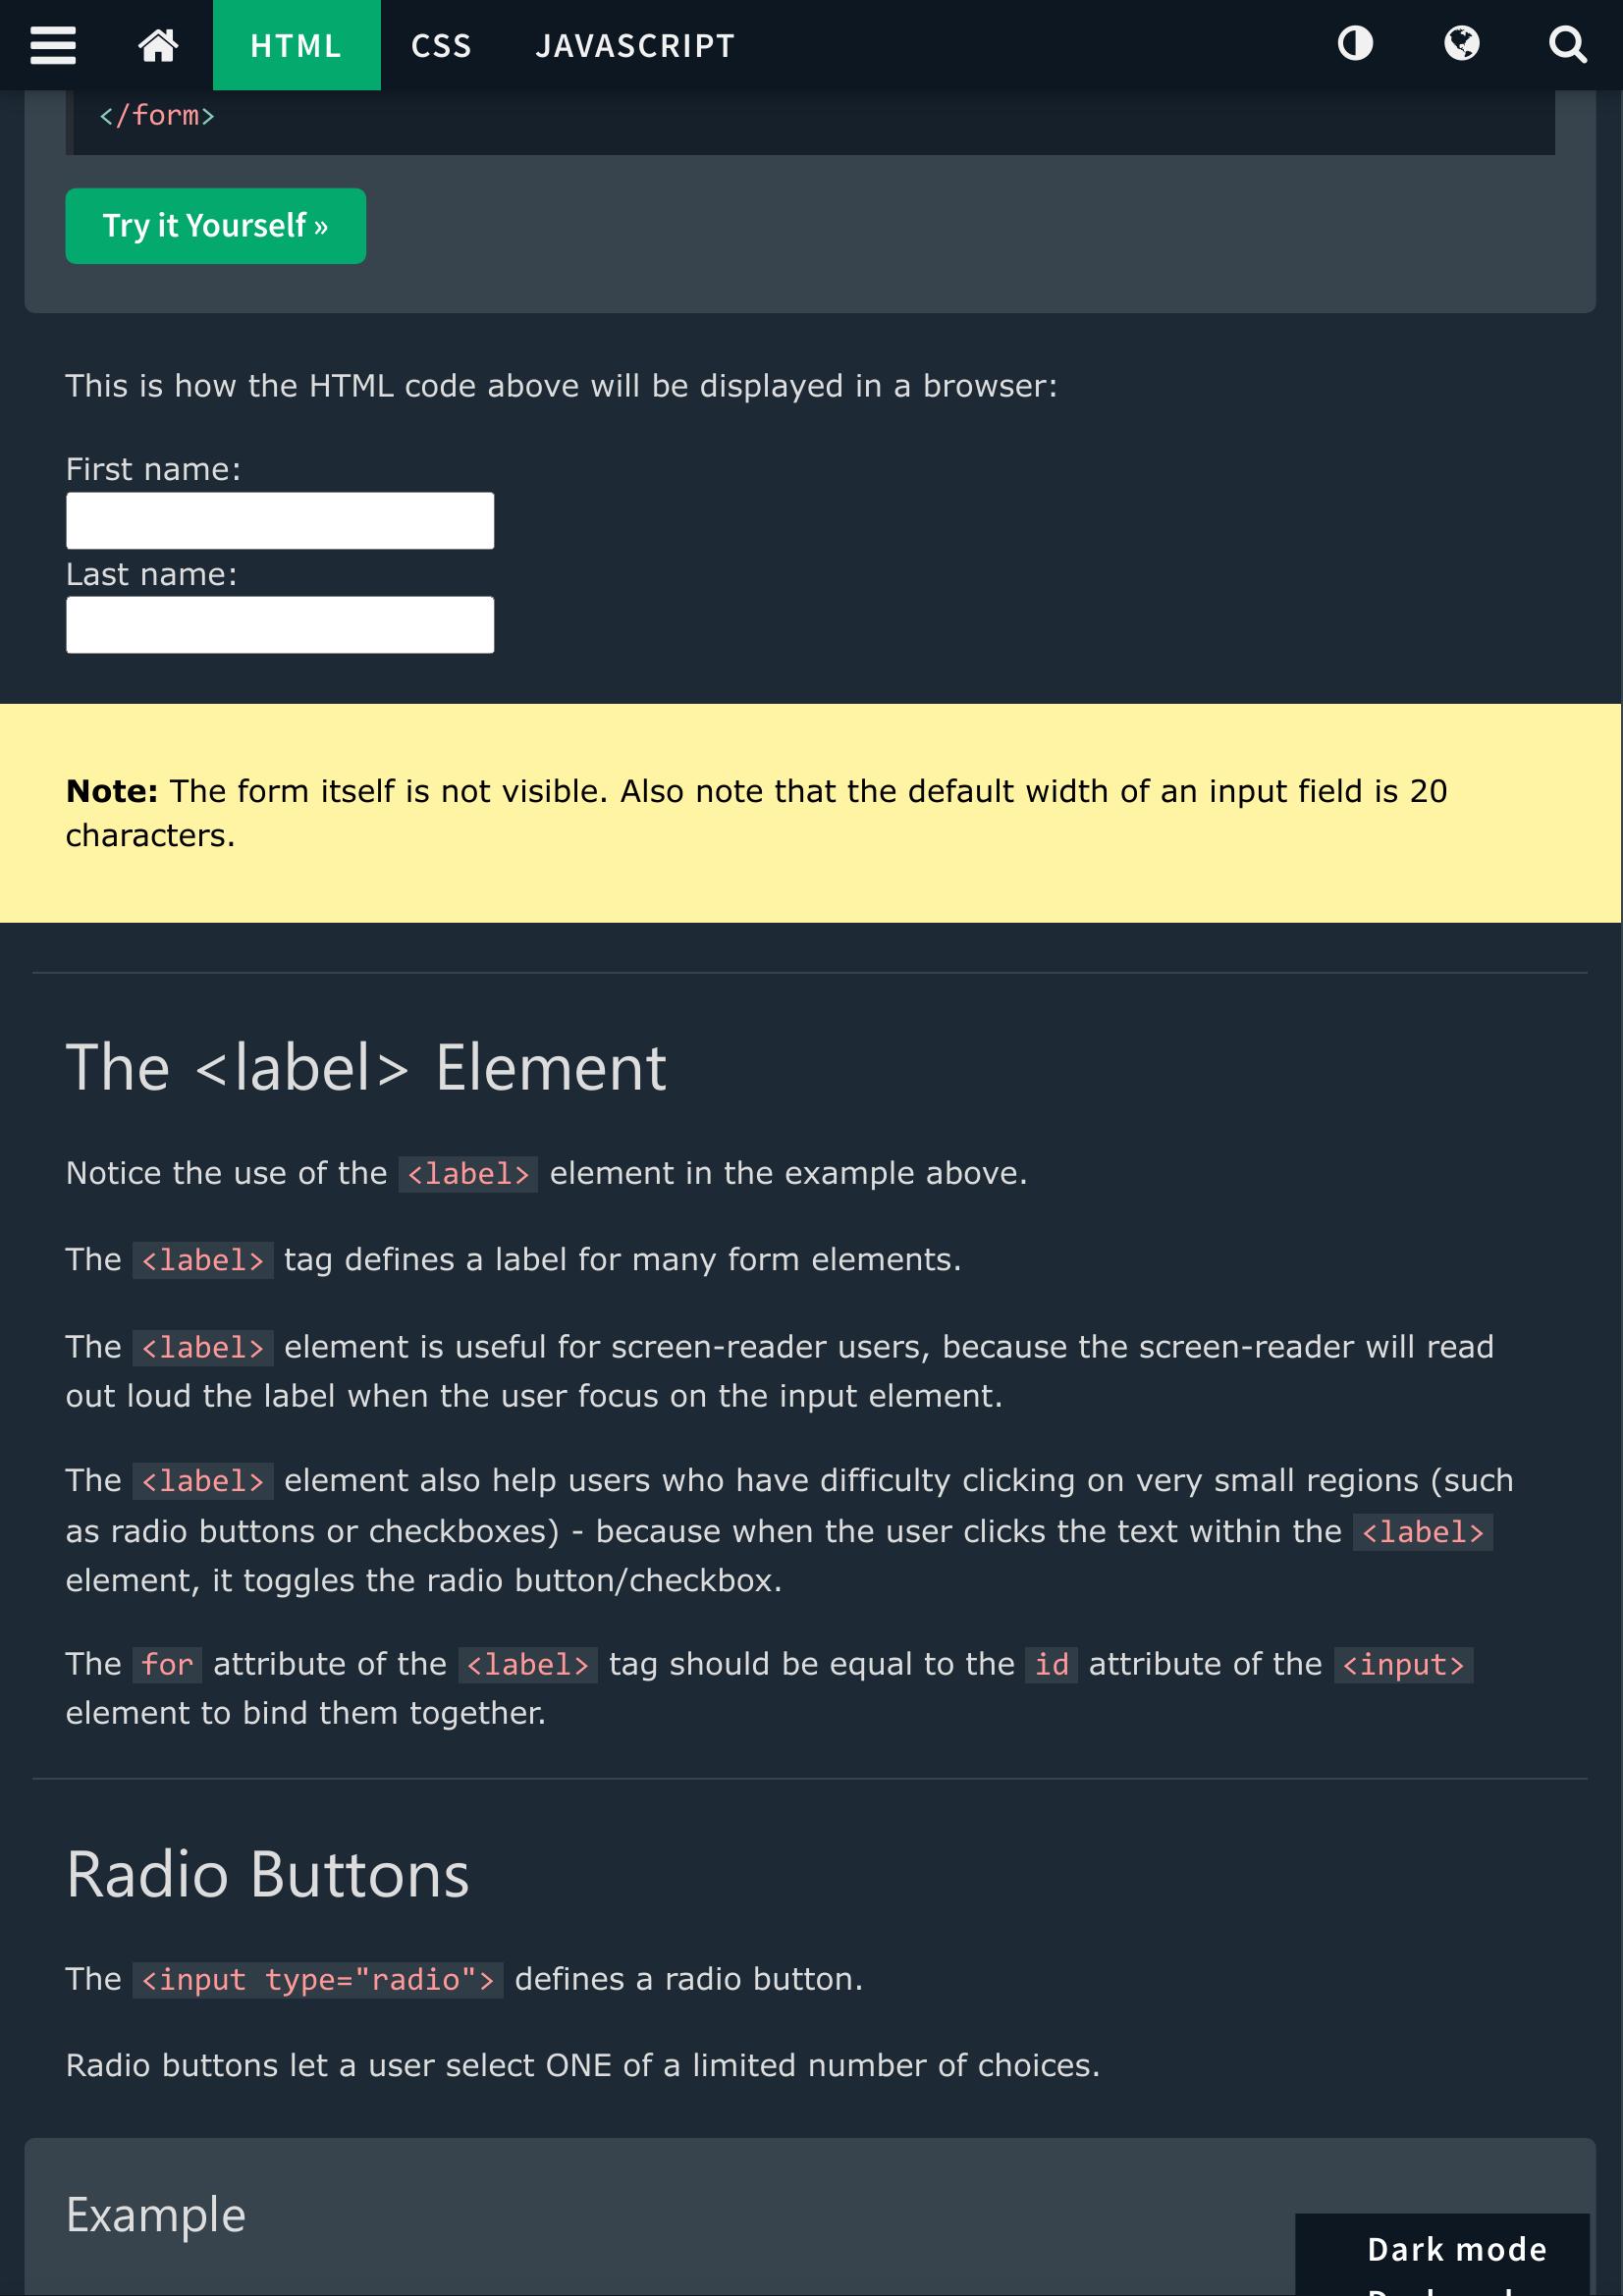 HTML CSS JAVASCRIPT
</form>
Try it Yourself »
This is how the HTML code above will be displayed in a browser:
First name:
Last name:
Note: The form itself is not visible. Also note that the default width of an input field is 20
characters.
The <label> Element
Notice the use of the <label> element in the example above.
The <label> tag defines a label for many form elements.
The <label> element is useful for screen-reader users, because the screen-reader will read
out loud the label when the user focus on the input element.
The <label> element also help users who have difficulty clicking on very small regions (such
as radio buttons or checkboxes) - because when the user clicks the text within the <label>
element, it toggles the radio button/checkbox.
The for attribute of the <label> tag should be equal to the id attribute of the <input>
element to bind them together.
Radio Buttons
The <input type="radio"> defines a radio button.
Radio buttons let a user select ONE of a limited number of choices.
Example
Dark mode